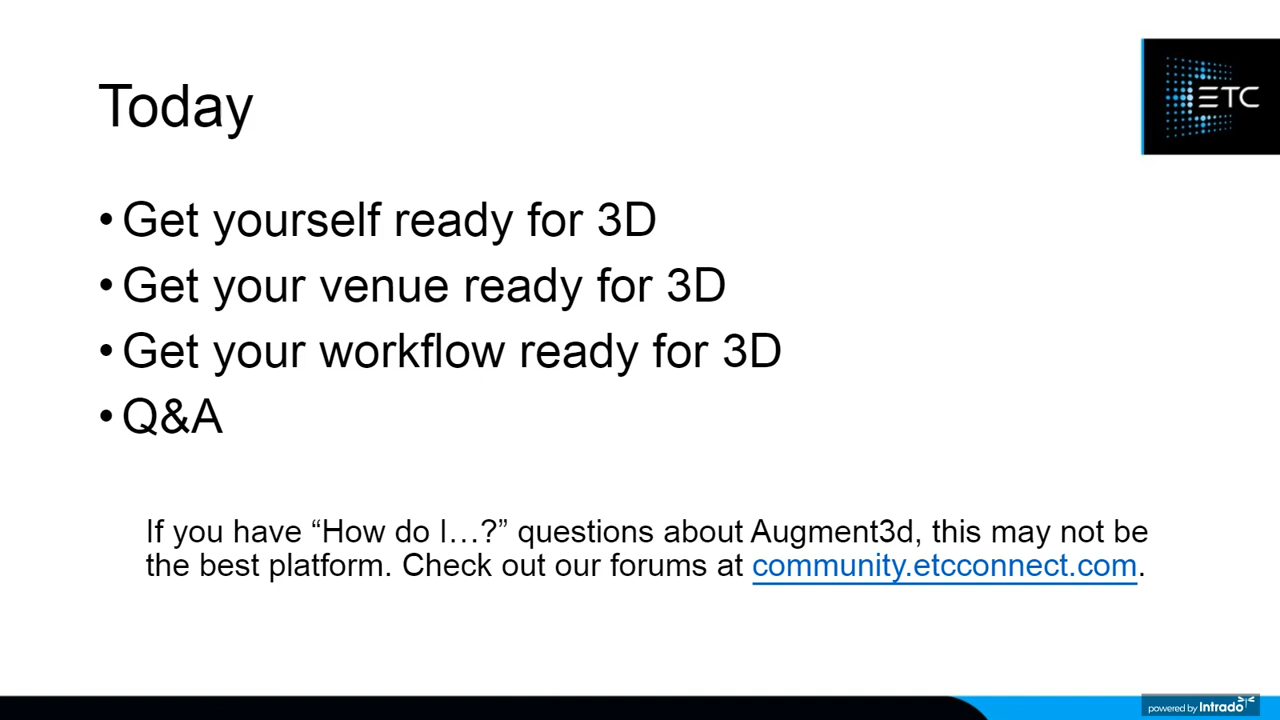 Today
ETC
• Get yourself ready for 3D
• Get your venue ready for 3D
• Get your workflow ready for 3D
• Q&A
If you have “How do I…?” questions about Augment3d, this may not be
the best platform. Check out our forums at community.etcconnect.com.
powered by Intrado